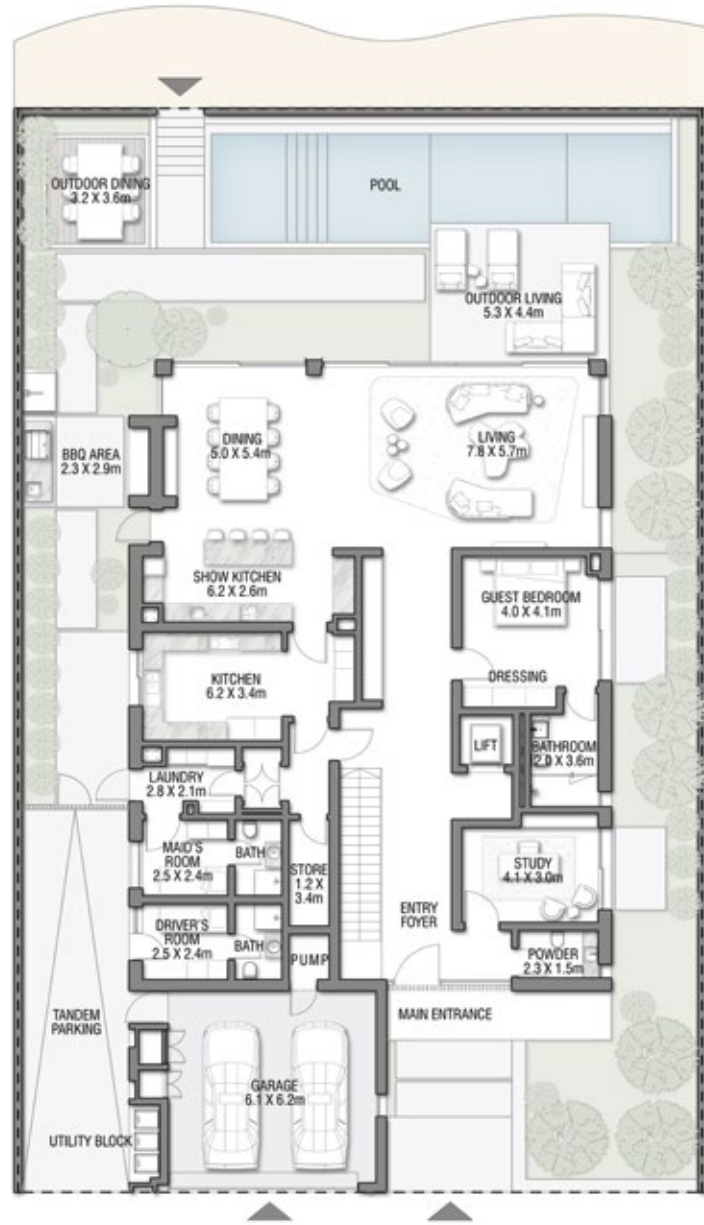 POOL
OUTDOOR DINING
3.2 X 3.6m
OUTDOOR LIVING
5.3 X 4.4m
DINING
5.0 X 5.4m
LIVING
7.8 X 5.7m
BBQ AREA
2.3 X 2.9m
SHOW KITCHEN
6.2 X 2.6m
GUEST BEDROOM
4.0 X 4.1m
KITCHEN
6.2 X 3.4m
DRESSING
LIFT
BATHROOM
2.0 X 3.6m
LAUNDRY
2.8 X 2.1m
MAID'S
ROOM
2.5 X 2.4m
BATH
STORE
1.2 X
3.4m
STUDY
4.1 X 3.0m
ENTRY
FOYER
DRIVER'S
ROOM
2.5 X 2.4m
BATH
PUMP
POWDER
2.3 X 1.5m
TANDEM
PARKING
MAIN ENTRANCE
GARAGE
6.1 X 6.2m
UTILITY BLOCK